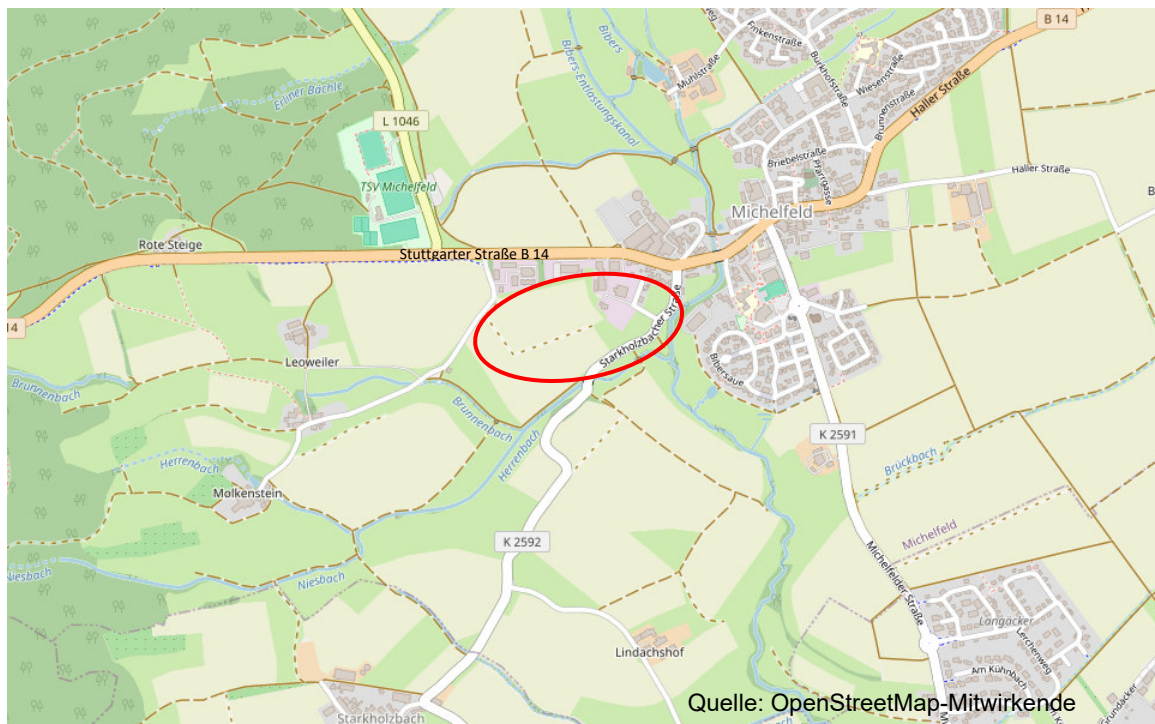 B 14
Finkenstraße
Bibers
Mühlstraße
Burkhofstraße
Wiesenstraße
Bibers-Entlastungskanal
Brunnenstraße
Haller Straße
Erliner Bächle
L 1046
Briebelstraße
Pfarrgasse
Haller Straße
TSV Michelfeld
Michelfeld
Rote Steige
Stuttgarter Straße B 14
14
Starkholzbacher Straße
Leoweiler
Bibersaue
Brunnenbach
Brunnenbach
Herrenbach
K 2591
Herrenbach
Brückbach
Molkenstein
K 2592
Michelfeld
Niesbach
Niesbach
Michelfelder Straße
Langäcker
Lerchenweg
Lindachshof
Am Kühnbach
Quelle: OpenStreetMap-Mitwirkende
Starkholzbach